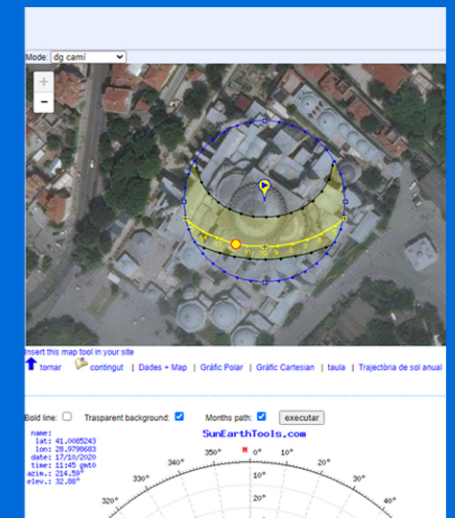 Mode: dg camí
+
-
Insert this map tool in your site
tornar contingut | Dades + Map | Gràfic Polar | Gràfic Cartesian | taula | Trajectòria de sol anual
Bold line: Trasparent background: Months path: executar
SunEarthTools.com
name:
lat: 41.0085243
lon: 28.9798683
date: 17/10/2020
time: 11:45 gmt0
azim.: 214.59°
elev.: 32.88°
320° 330° 340° 350° N 0° 10° 20° 30° 40°
10°
20°